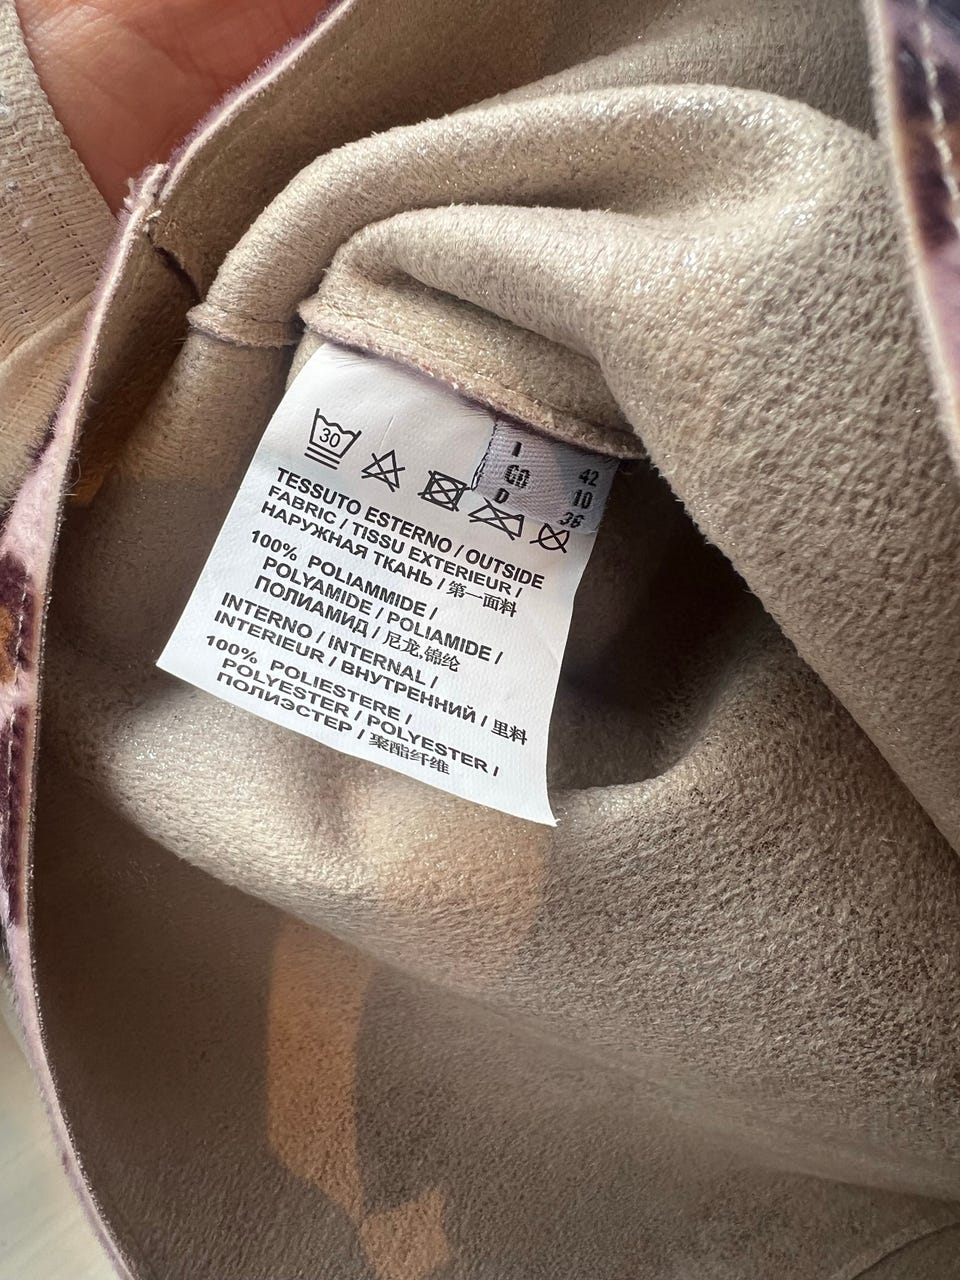 30
I 42
GB 10
D 36
TESSUTO ESTERNO / OUTSIDE
FABRIC / TISSU EXTERIEUR /
НАРУЖНАЯ ТКАНЬ / 第一面料
100% POLIAMMIDE /
POLYAMIDE / POLIAMIDE /
ПОЛИАМИД / 尼龙,锦纶
INTERNO / INTERNAL /
INTERIEUR / ВНУТРЕННИЙ / 里料
100% POLIESTERE /
POLYESTER / POLYESTER /
ПОЛИЭСТЕР / 聚酯纤维